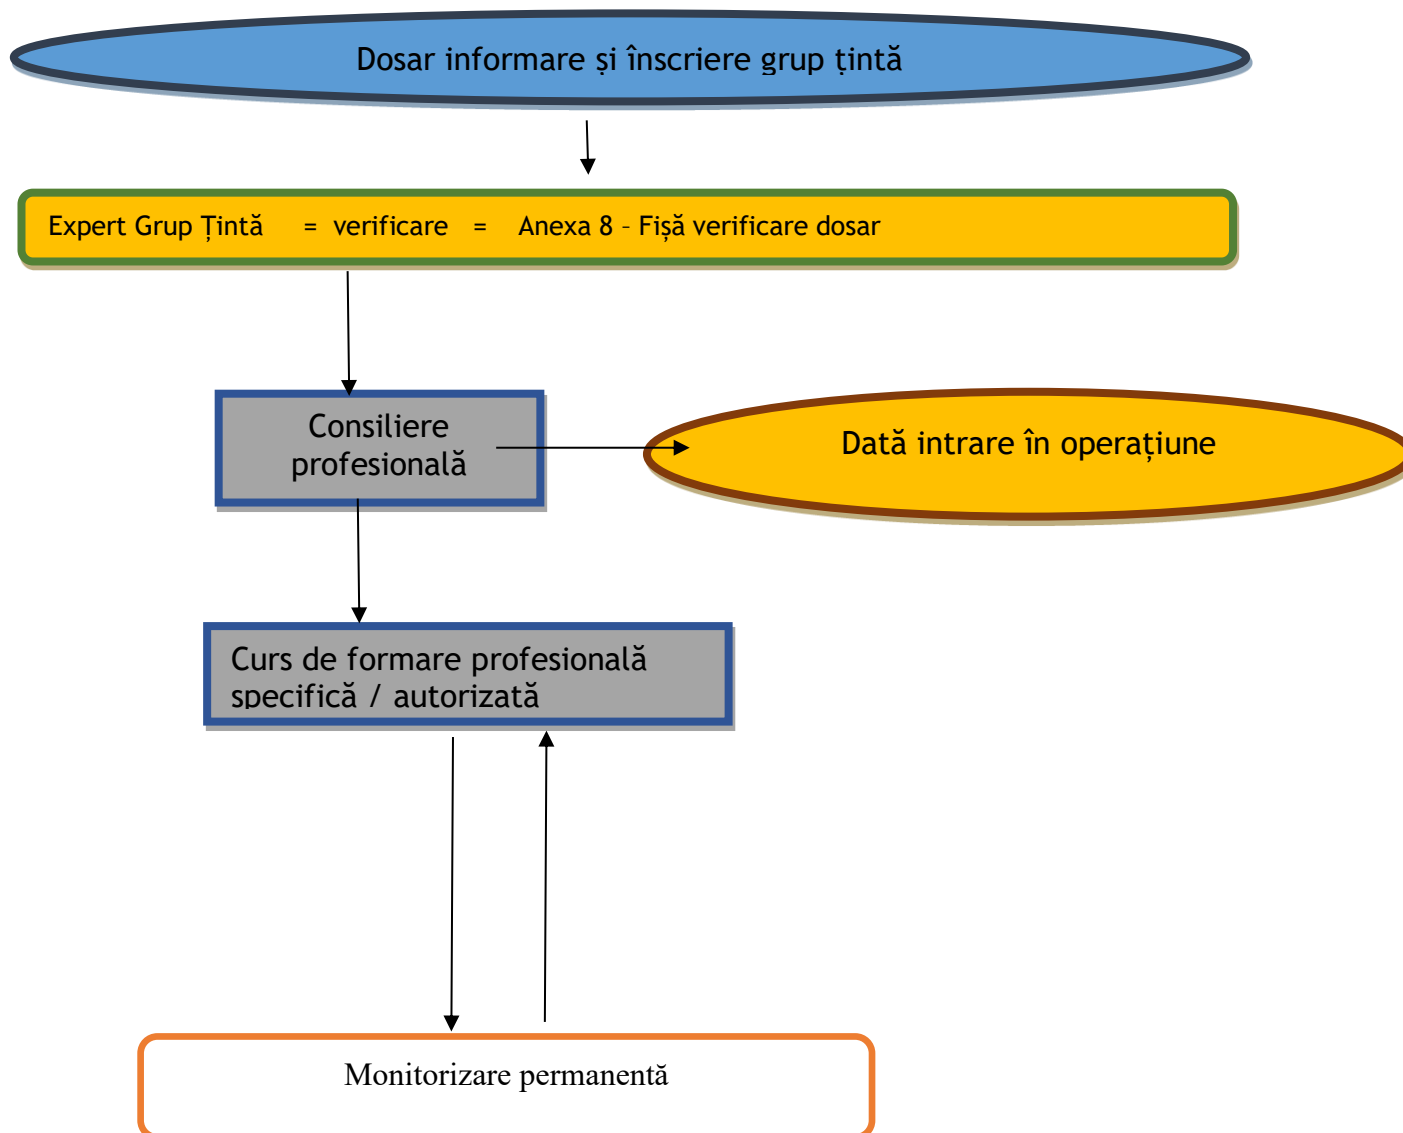 Dosar informare și înscriere grup țintă
Expert Grup Țintă = verificare = Anexa 8 – Fișă verificare dosar
Consiliere
profesională
Dată intrare în operațiune
Curs de formare profesională
specifică / autorizată
Monitorizare permanentă